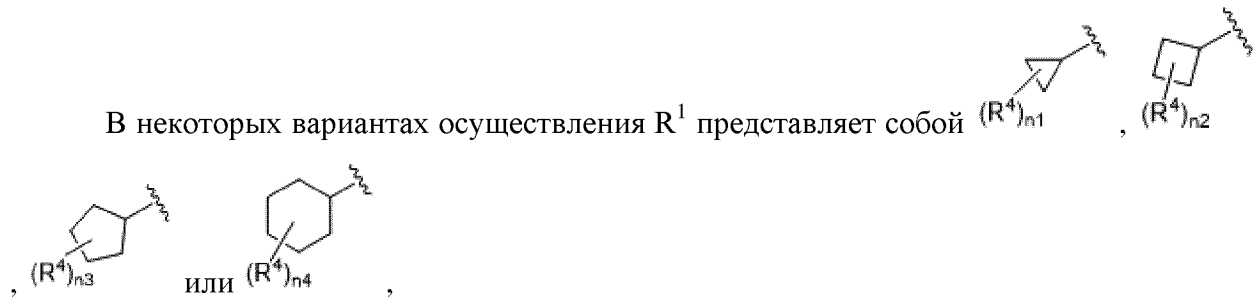 В некоторых вариантах осуществления R¹ представляет собой (R⁴)n1 , (R⁴)n2
, (R⁴)n3 или (R⁴)n4 ,